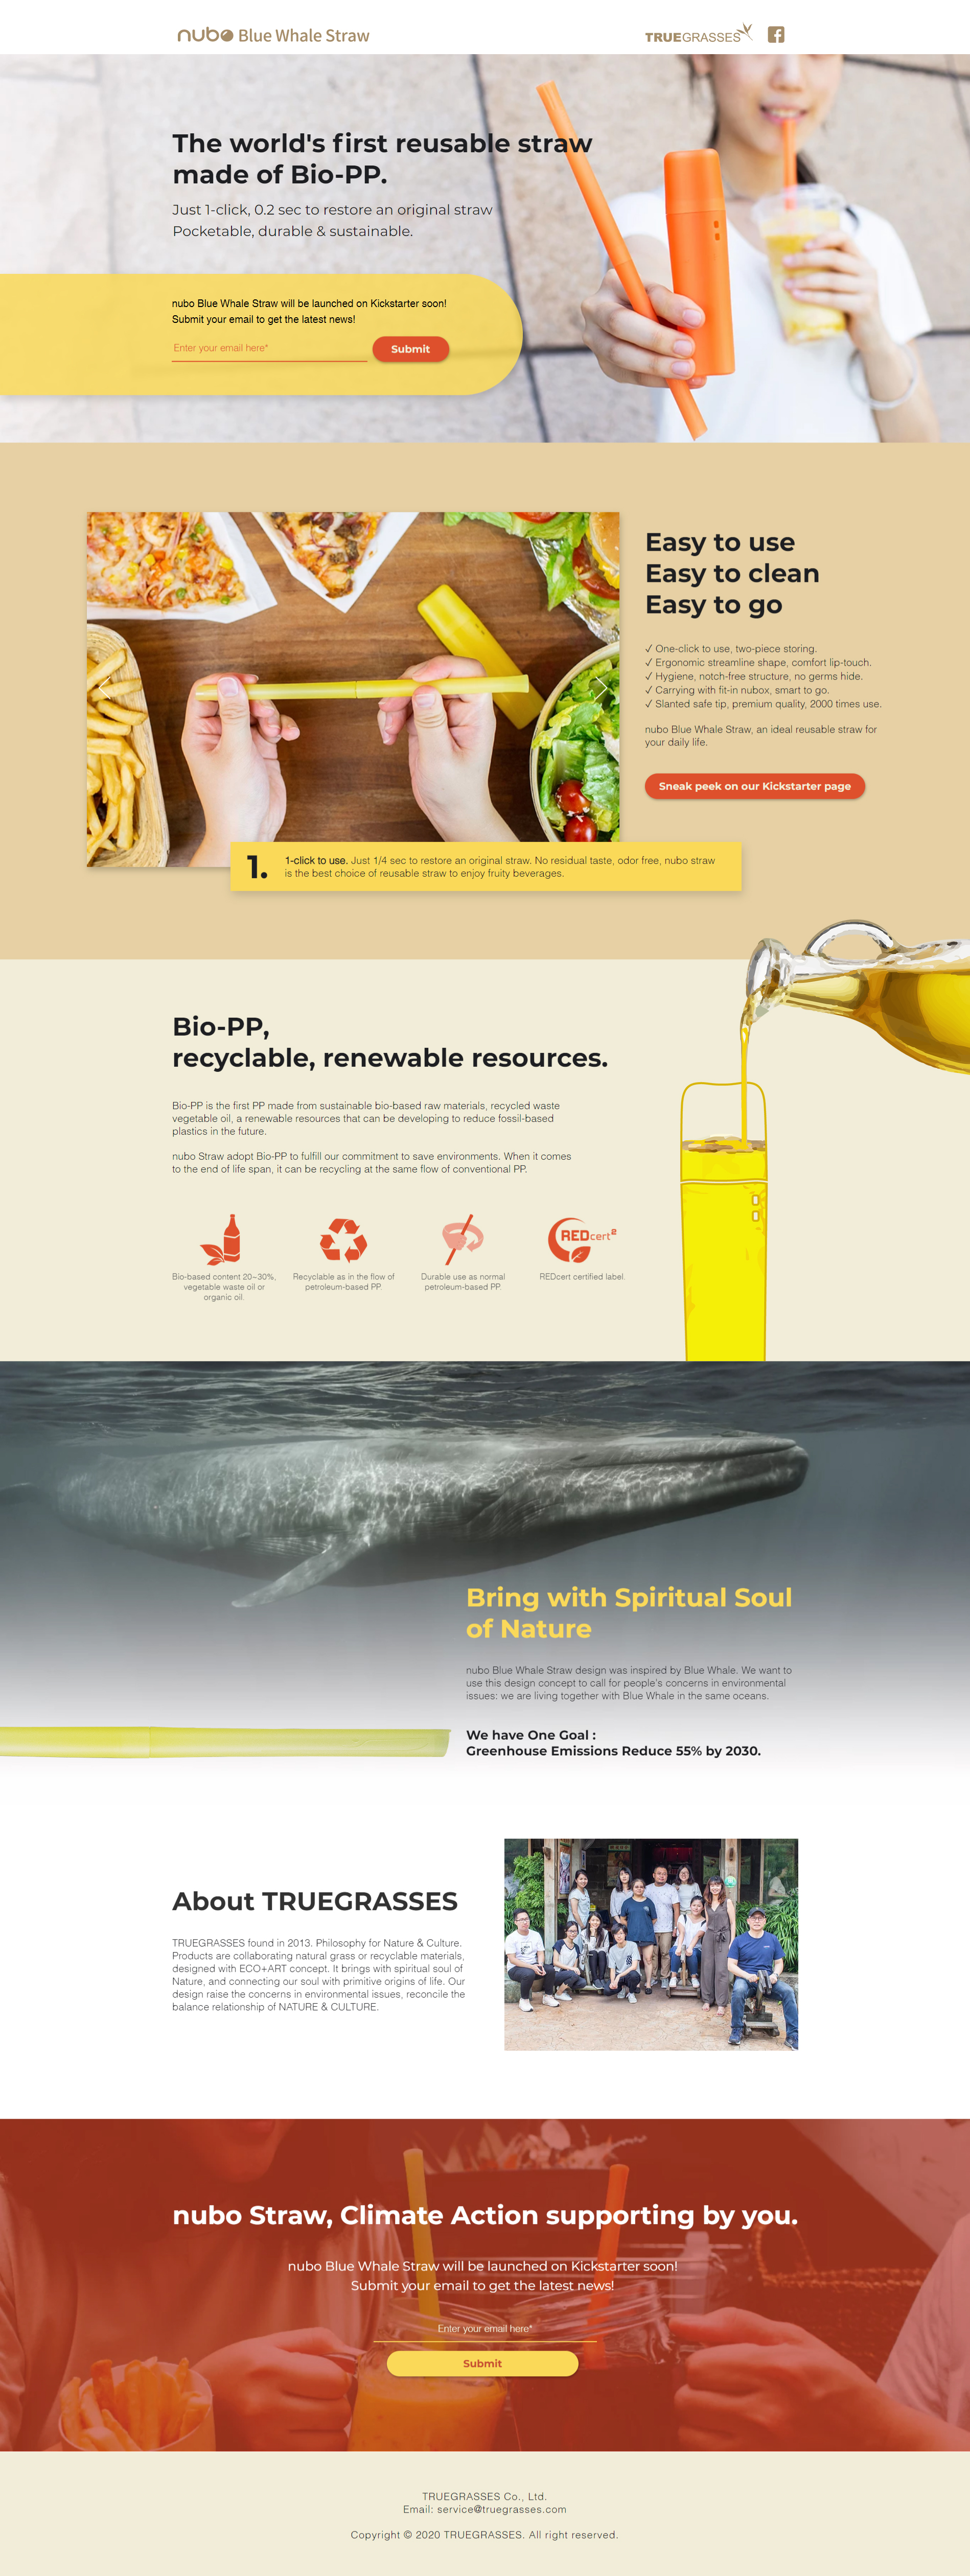 nubo Blue Whale Straw
TRUEGRASSES
The world's first reusable straw
made of Bio-PP.
Just 1-click, 0.2 sec to restore an original straw
Pocketable, durable & sustainable.
nubo Blue Whale Straw will be launched on Kickstarter soon!
Submit your email to get the latest news!
Enter your email here*
Submit
Easy to use
Easy to clean
Easy to go
✓ One-click to use, two-piece storing.
✓ Ergonomic streamline shape, comfort lip-touch.
✓ Hygiene, notch-free structure, no germs hide.
✓ Carrying with fit-in nubox, smart to go.
✓ Slanted safe tip, premium quality, 2000 times use.
nubo Blue Whale Straw, an ideal reusable straw for
your daily life.
Sneak peek on our Kickstarter page
1.
1-click to use. Just 1/4 sec to restore an original straw. No residual taste, odor free, nubo straw
is the best choice of reusable straw to enjoy fruity beverages.
Bio-PP,
recyclable, renewable resources.
Bio-PP is the first PP made from sustainable bio-based raw materials, recycled waste
vegetable oil, a renewable resources that can be developing to reduce fossil-based
plastics in the future.
nubo Straw adopt Bio-PP to fulfill our commitment to save environments. When it comes
to the end of life span, it can be recycling at the same flow of conventional PP.
REDcert²
Bio-based content 20~30%,
vegetable waste oil or
organic oil.
Recyclable as in the flow of
petroleum-based PP.
Durable use as normal
petroleum-based PP.
REDcert certified label.
Bring with Spiritual Soul
of Nature
nubo Blue Whale Straw design was inspired by Blue Whale. We want to
use this design concept to call for people's concerns in environmental
issues: we are living together with Blue Whale in the same oceans.
We have One Goal :
Greenhouse Emissions Reduce 55% by 2030.
About TRUEGRASSES
TRUEGRASSES found in 2013. Philosophy for Nature & Culture.
Products are collaborating natural grass or recyclable materials,
designed with ECO+ART concept. It brings with spiritual soul of
Nature, and connecting our soul with primitive origins of life. Our
design raise the concerns in environmental issues, reconcile the
balance relationship of NATURE & CULTURE.
nubo Straw, Climate Action supporting by you.
nubo Blue Whale Straw will be launched on Kickstarter soon!
Submit your email to get the latest news!
Enter your email here*
Submit
TRUEGRASSES Co., Ltd.
Email: service@truegrasses.com
Copyright © 2020 TRUEGRASSES. All right reserved.